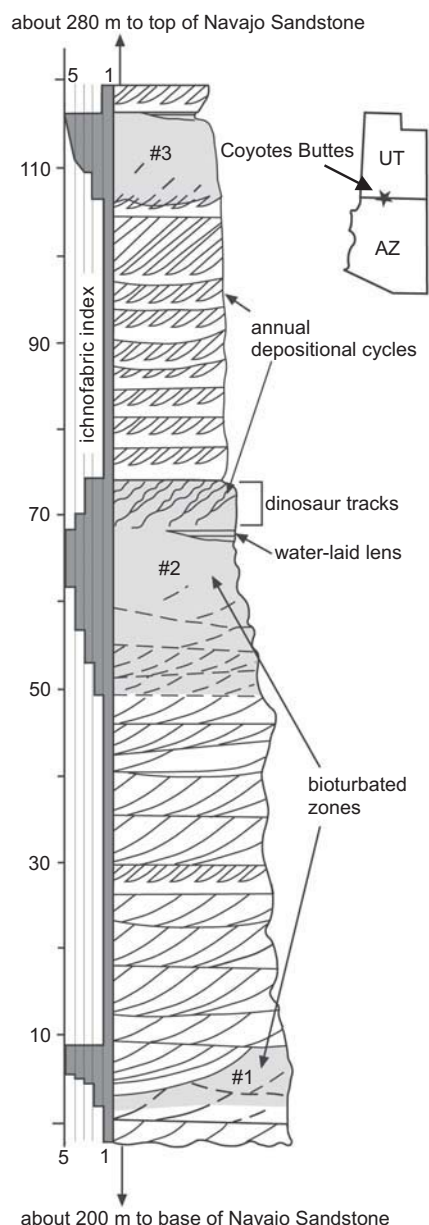 about 280 m to top of Navajo Sandstone
5 1
#3
110
Coyotes Buttes
UT
AZ
ichnofabric index
90
annual
depositional cycles
70
dinosaur tracks
water-laid lens
#2
50
bioturbated
zones
30
10
#1
5 1
about 200 m to base of Navajo Sandstone